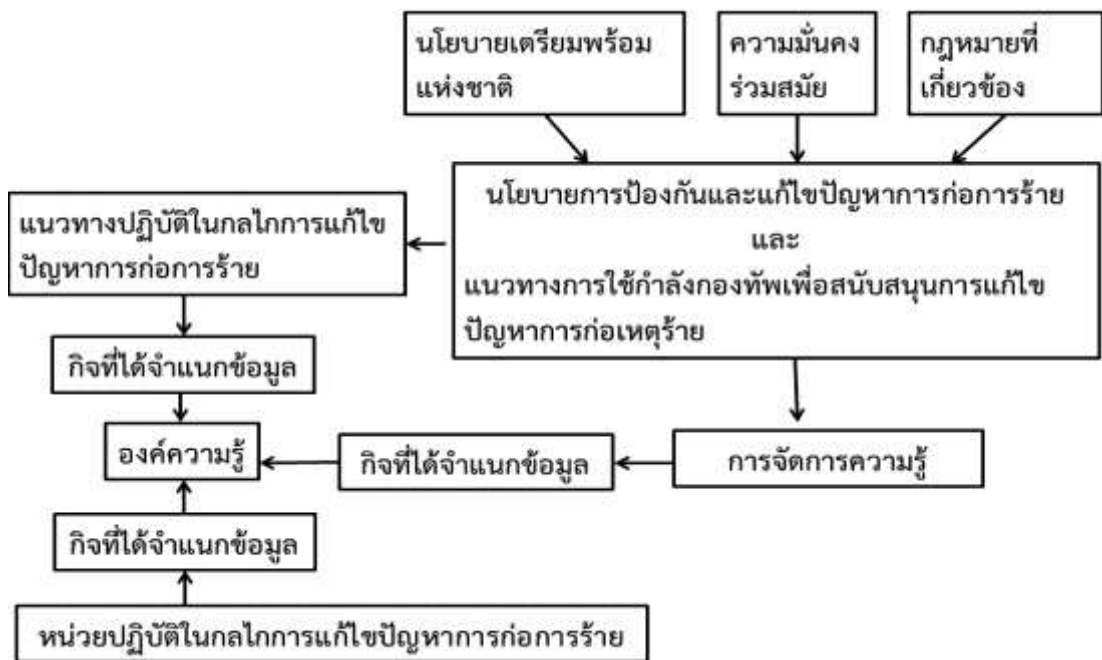 นโยบายเตรียมพร้อม
แห่งชาติ
ความมั่นคง
ร่วมสมัย
กฎหมายที่
เกี่ยวข้อง
นโยบายการป้องกันและแก้ไขปัญหาการก่อการร้าย
และ
แนวทางการใช้กำลังกองทัพเพื่อสนับสนุนการแก้ไข
ปัญหาการก่อเหตุร้าย
แนวทางปฏิบัติในกลไกการแก้ไข
ปัญหาการก่อการร้าย
กิจที่ได้จำแนกข้อมูล
องค์ความรู้
กิจที่ได้จำแนกข้อมูล
การจัดการความรู้
กิจที่ได้จำแนกข้อมูล
หน่วยปฏิบัติในกลไกการแก้ไขปัญหาการก่อการร้าย